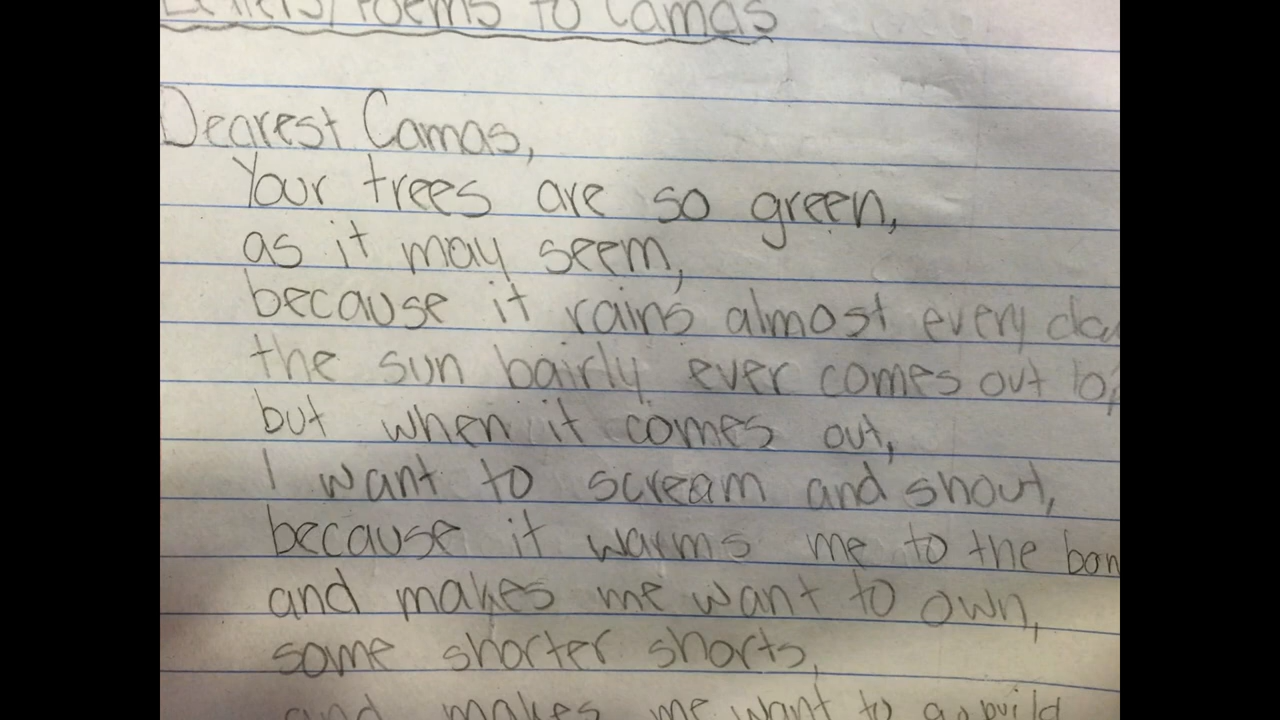 Letters/Poems to Camas
Dearest Camas,
Your trees are so green,
as it may seem,
because it rains almost every
the sun bairly ever comes out
but when it comes out,
I want to scream and shout,
because it warms me to the
and makes me want to own,
some shorter shorts,
and makes me want to go build